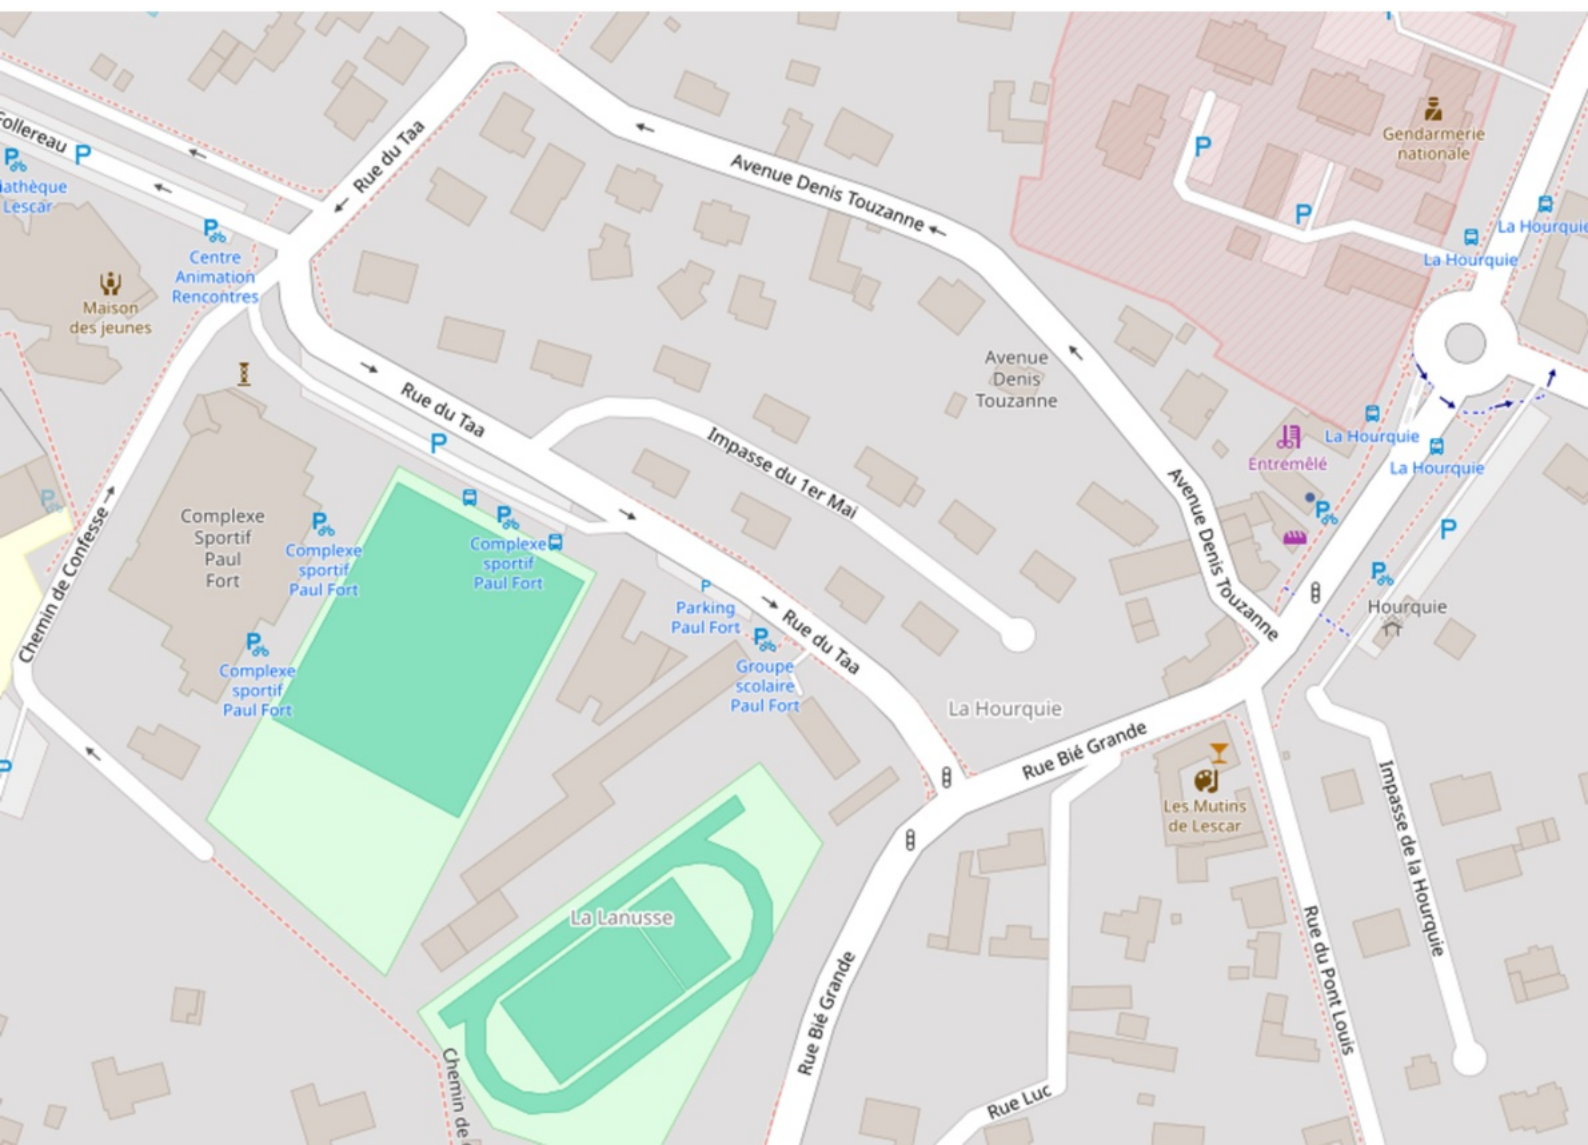 Gendarmerie
nationale
Rue du Taa
Follereau
P
P
Avenue Denis Touzanne
iathèque
Lescar
P
P
La Hourquie
La Hourquie
Centre
Animation
Rencontres
Maison
des jeunes
Avenue
Denis
Touzanne
Rue du Taa
P
Impasse du 1er Mai
La Hourquie
La Hourquie
Entremêlé
Avenue Denis Touzanne
P
Complexe
Sportif
Paul
Fort
Complexe
sportif
Paul Fort
Complexe
sportif
Paul Fort
Chemin de Confesse
P
Parking
Paul Fort
Rue du Taa
Hourquie
Complexe
sportif
Paul Fort
Groupe
scolaire
Paul Fort
La Hourquie
Rue Bié Grande
P
Les Mutins
de Lescar
Impasse de la Hourquie
La Lanusse
Rue Bié Grande
Rue du Pont Louis
Chemin de
Rue Luc